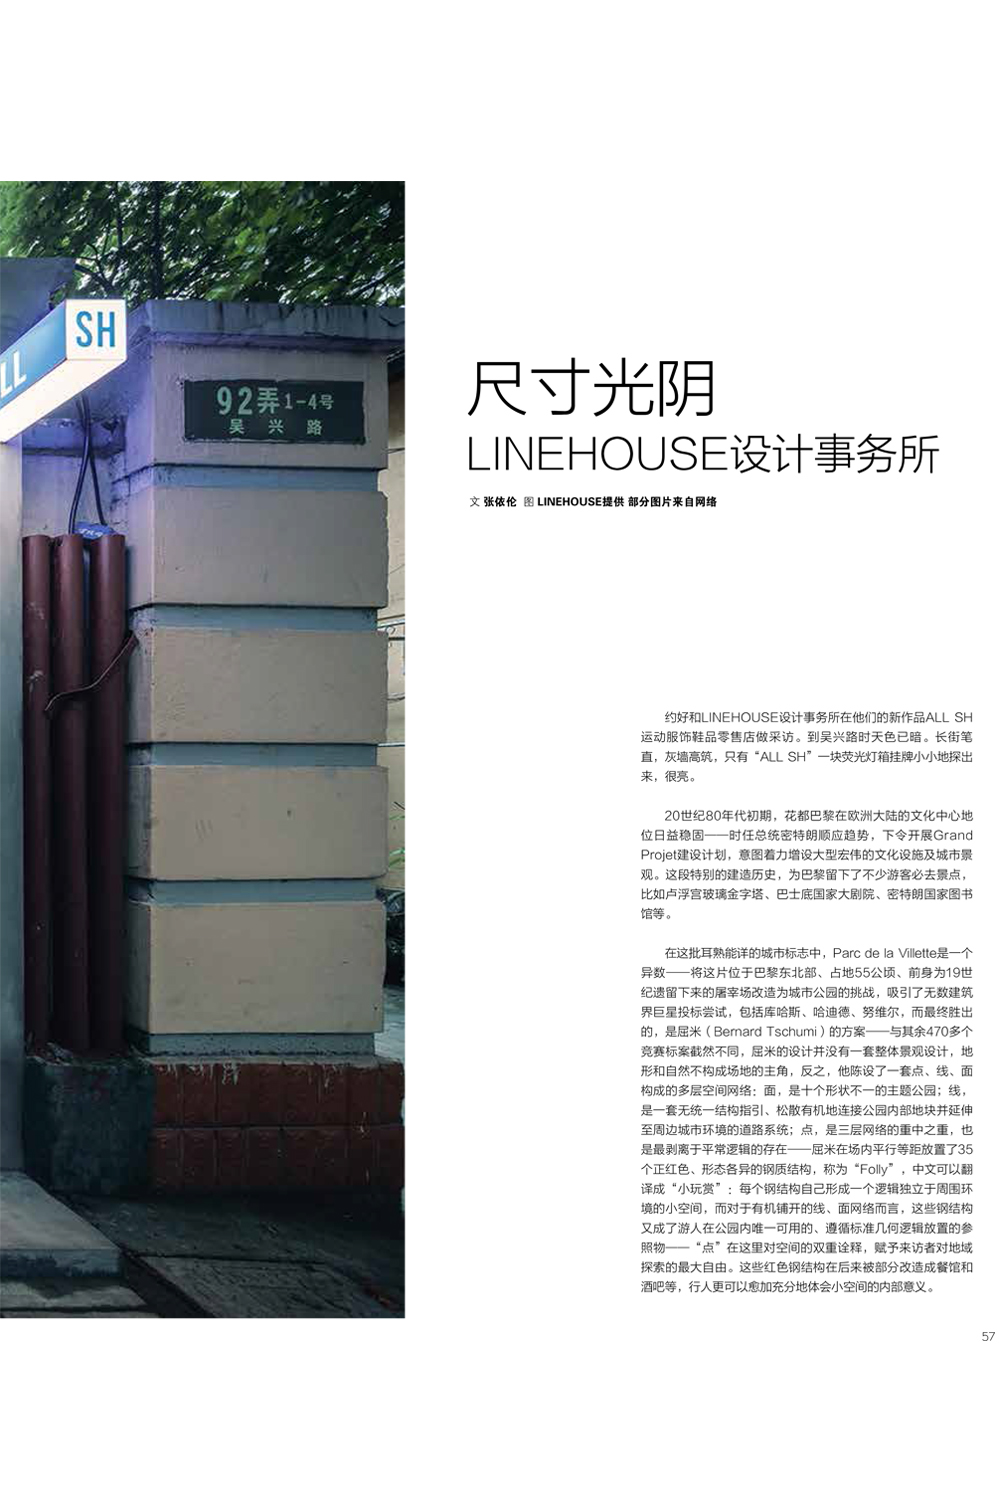 SH
LL
92弄1-4号
吴 兴 路
尺寸光阴
LINEHOUSE设计事务所
文 张依伦 图 LINEHOUSE提供 部分图片来自网络
约好和LINEHOUSE设计事务所在他们的新作品ALL SH
运动服饰鞋品零售店做采访。到吴兴路时天色已暗。长街笔
直，灰墙高筑，只有“ALL SH”一块荧光灯箱挂牌小小地探出
来，很亮。
20世纪80年代初期，花都巴黎在欧洲大陆的文化中心地
位日益稳固——时任总统密特朗顺应趋势，下令开展Grand
Projet建设计划，意图着力增设大型宏伟的文化设施及城市景
观。这段特别的建造历史，为巴黎留下了不少游客必去景点，
比如卢浮宫玻璃金字塔、巴士底国家大剧院、密特朗国家图书
馆等。
在这批耳熟能详的城市标志中，Parc de la Villette是一个
异数——将这片位于巴黎东北部、占地55公顷、前身为19世
纪遗留下来的屠宰场改造为城市公园的挑战，吸引了无数建筑
界巨星投标尝试，包括库哈斯、哈迪德、努维尔，而最终胜出
的，是屈米（Bernard Tschumi）的方案——与其余470多个
竞赛标案截然不同，屈米的设计并没有一套整体景观设计，地
形和自然不构成场地的主角，反之，他陈设了一套点、线、面
构成的多层空间网络：面，是十个形状不一的主题公园；线，
是一套无统一结构指引、松散有机地连接公园内部地块并延伸
至周边城市环境的道路系统；点，是三层网络的重中之重，也
是最剥离于平常逻辑的存在——屈米在场内平行等距放置了35
个正红色、形态各异的钢质结构，称为“Folly”，中文可以翻
译成“小玩赏”：每个钢结构自己形成一个逻辑独立于周围环
境的小空间，而对于有机铺开的线、面网络而言，这些钢结构
又成了游人在公园内唯一可用的、遵循标准几何逻辑放置的参
照物——“点”在这里对空间的双重诠释，赋予来访者对地域
探索的最大自由。这些红色钢结构在后来被部分改造成餐馆和
酒吧等，行人更可以愈加充分地体会小空间的内部意义。
57